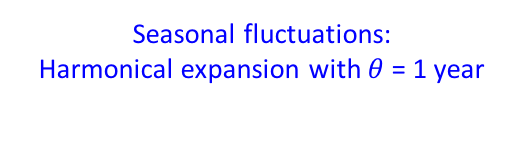 Seasonal fluctuations:
Harmonical expansion with θ = 1 year